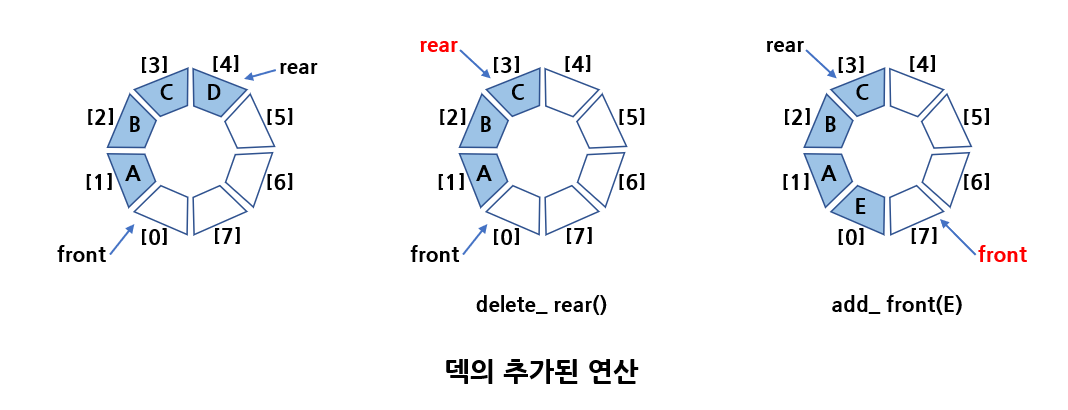 [3] [4] rear
[2] C D [5]
B
[1] A [6]
front [0] [7]
rear [3] [4]
[2] C [5]
B
[1] A [6]
front [0] [7]
delete_ rear()
rear [3] [4]
[2] C [5]
B
[1] A [6]
E
[0] [7] front
add_ front(E)
덱의 추가된 연산